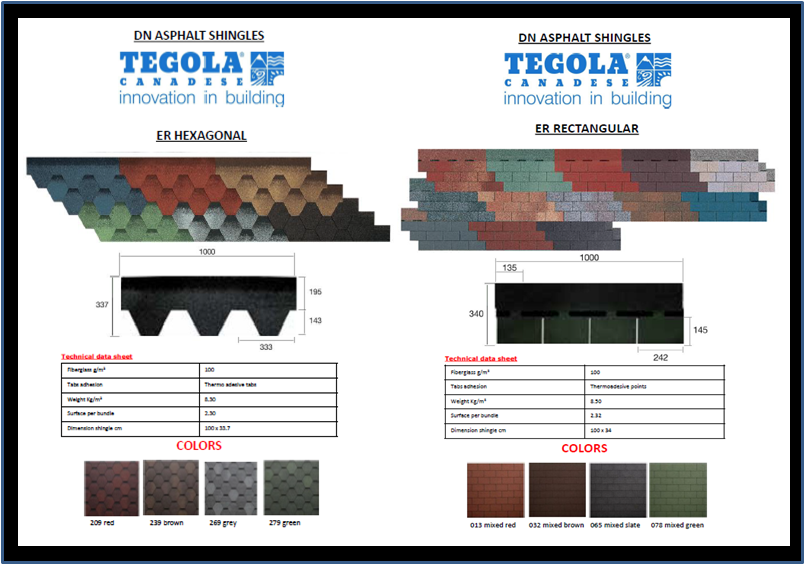 DN ASPHALT SHINGLES
TEGOLA®
CANADESE
innovation in building
ER HEXAGONAL
1000
337
195
143
333
Technical data sheet
Fiberglass g/m² 100
Tabs adhesion Thermo adesive tabs
Weight Kg/m² 8.50
Surface per bundle 2.30
Dimension shingle cm 100 x 33.7
COLORS
209 red 239 brown 269 grey 279 green
DN ASPHALT SHINGLES
TEGOLA®
CANADESE
innovation in building
ER RECTANGULAR
1000
135
340
145
242
Technical data sheet
Fiberglass g/m² 100
Tabs adhesion Thermoadesive points
Weight Kg/m² 8.50
Surface per bundle 2.32
Dimension shingle cm 100 x 34
COLORS
013 mixed red 032 mixed brown 065 mixed slate 078 mixed green